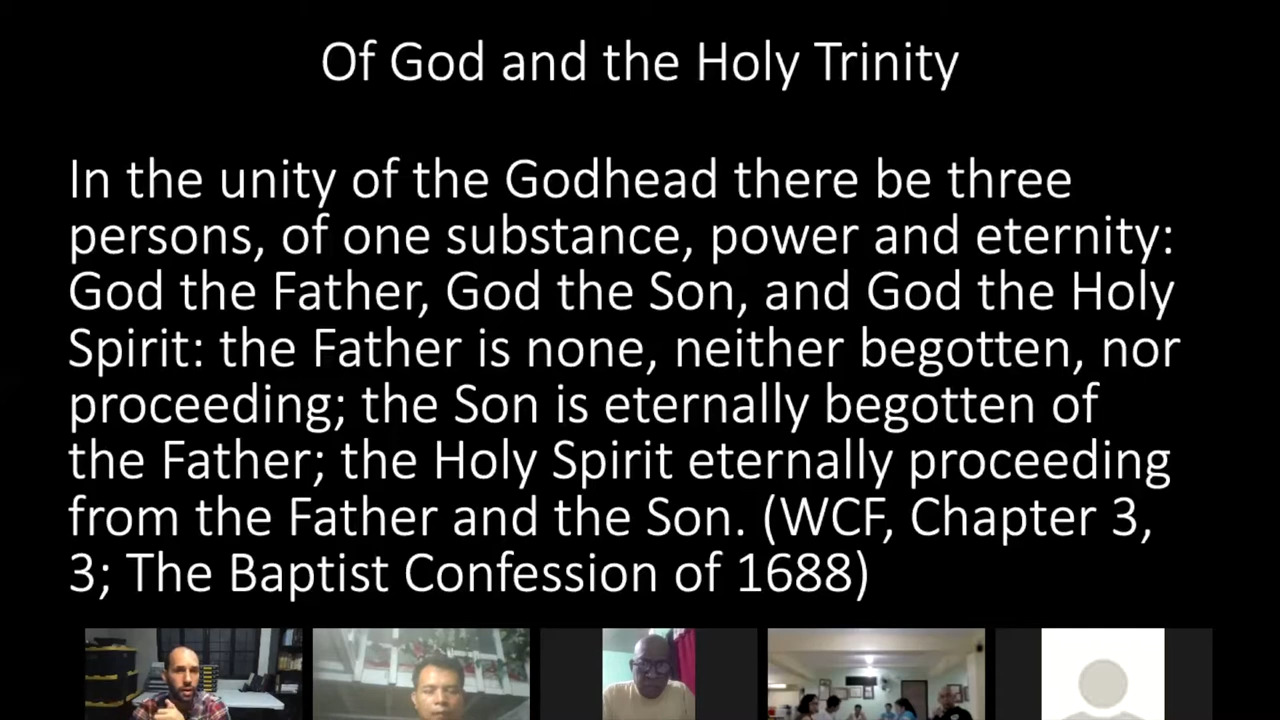 Of God and the Holy Trinity
In the unity of the Godhead there be three
persons, of one substance, power and eternity:
God the Father, God the Son, and God the Holy
Spirit: the Father is none, neither begotten, nor
proceeding; the Son is eternally begotten of
the Father; the Holy Spirit eternally proceeding
from the Father and the Son. (WCF, Chapter 3,
3; The Baptist Confession of 1688)